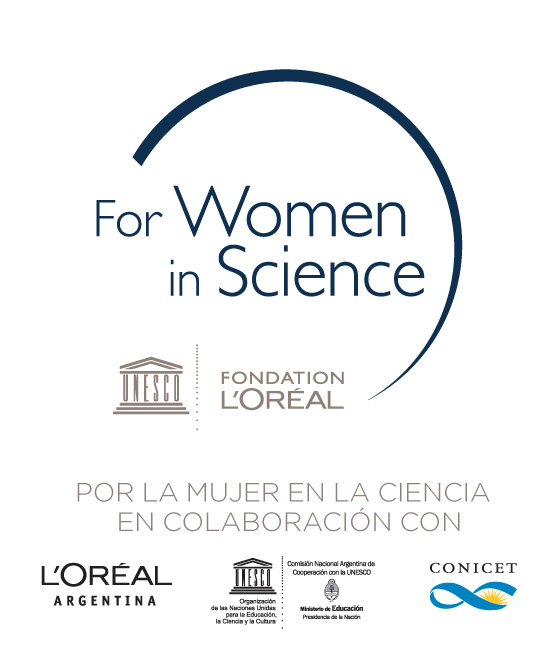 For Women
in Science
UNESCO
FONDATION
L'ORÉAL
POR LA MUJER EN LA CIENCIA
EN COLABORACIÓN CON
L'ORÉAL
ARGENTINA
UNESCO
Organización
de las Naciones Unidas
para la Educación,
la Ciencia y la Cultura
Comisión Nacional Argentina de
Cooperación con la UNESCO
Ministerio de Educación
Presidencia de la Nación
CONICET